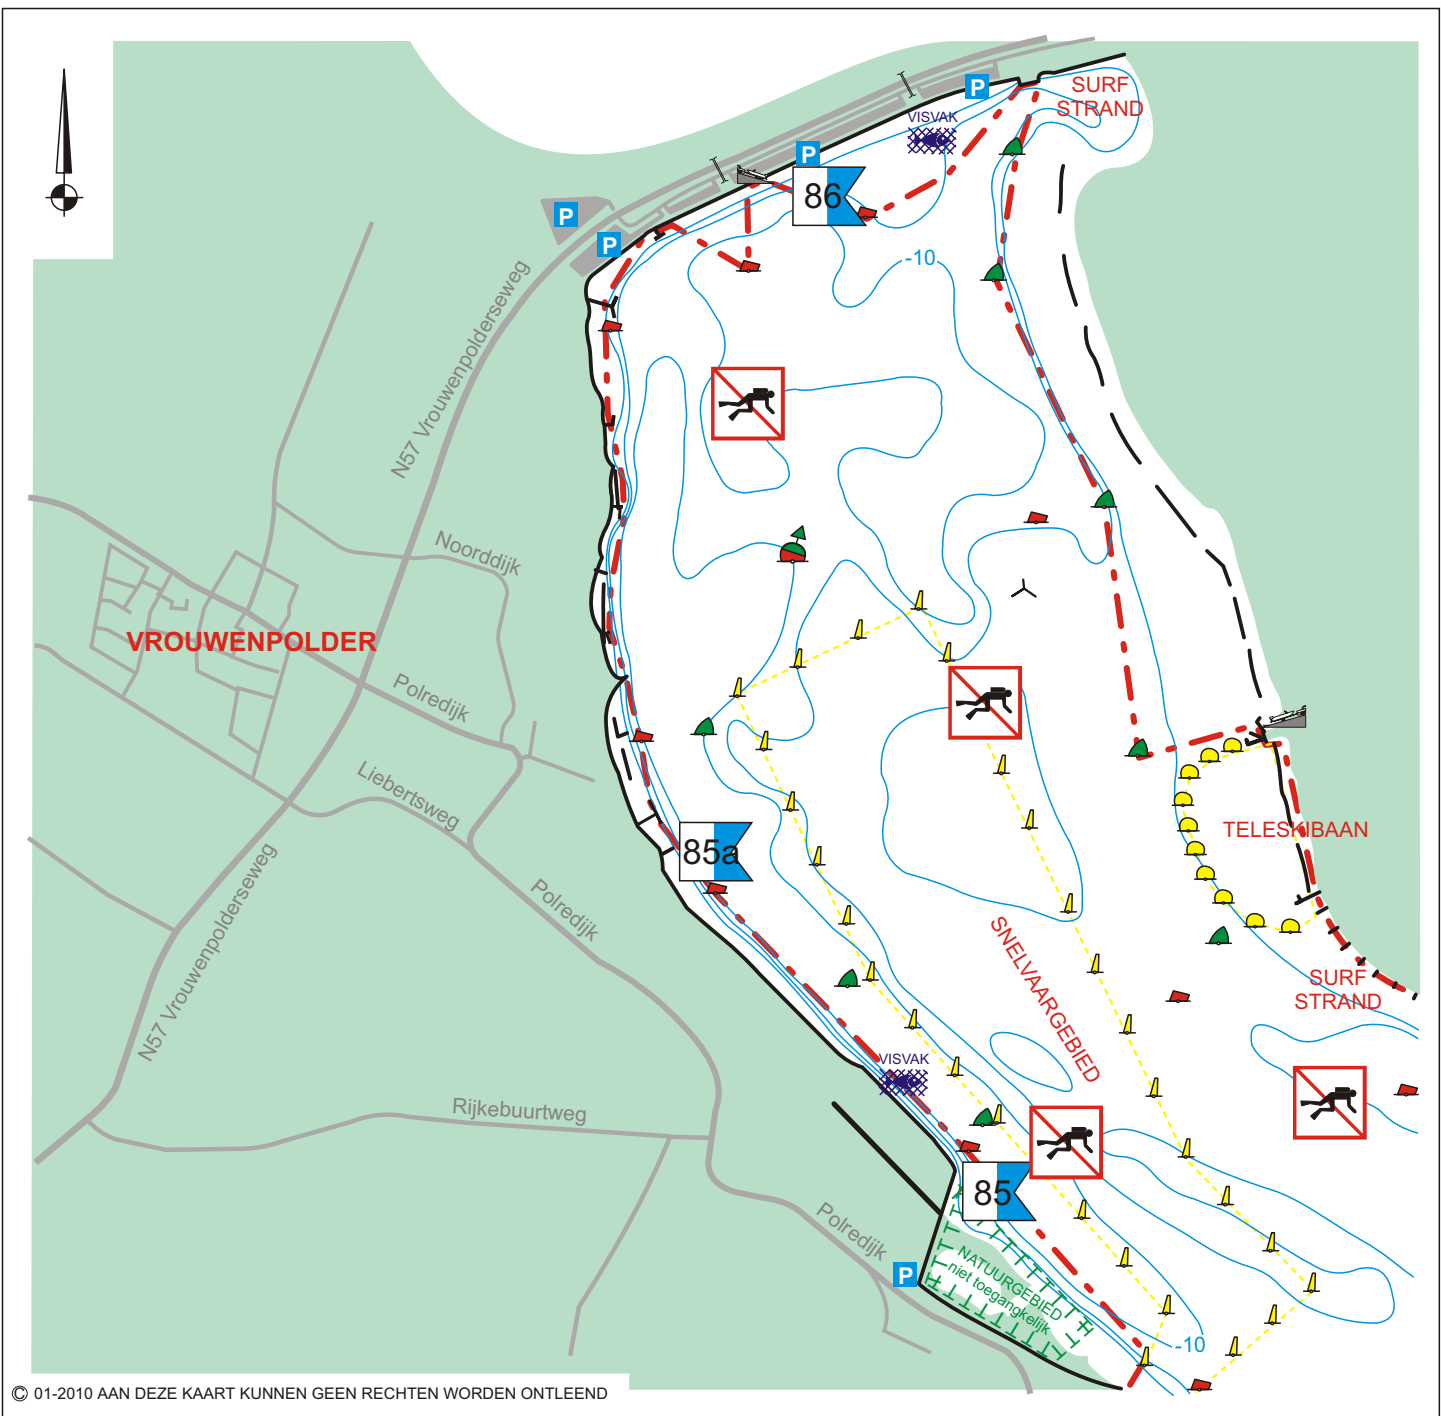 SURF
STRAND
P
VISVAK
P
86
P
P
-10
N57 Vrouwenpolderseweg
Noorddijk
VROUWENPOLDER
Polredijk
Liebertsweg
TELESKIBAAN
85a
Polredijk
N57 Vrouwenpolderseweg
SNELVAARGEBIED
SURF
STRAND
VISVAK
Rijkebuurtweg
85
Polredijk
P
NATUURGEBIED
niet toegangkelijk
-10
© 01-2010 AAN DEZE KAART KUNNEN GEEN RECHTEN WORDEN ONTLEEND